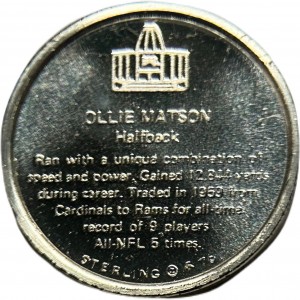 OLLIE MATSON
Halfback
Ran with a unique combination of
speed and power. Gained 12,844 yards
during career. Traded in 1959 from
Cardinals to Rams for all-time
record of 9 players
All-NFL 5 times.
STERLING ©